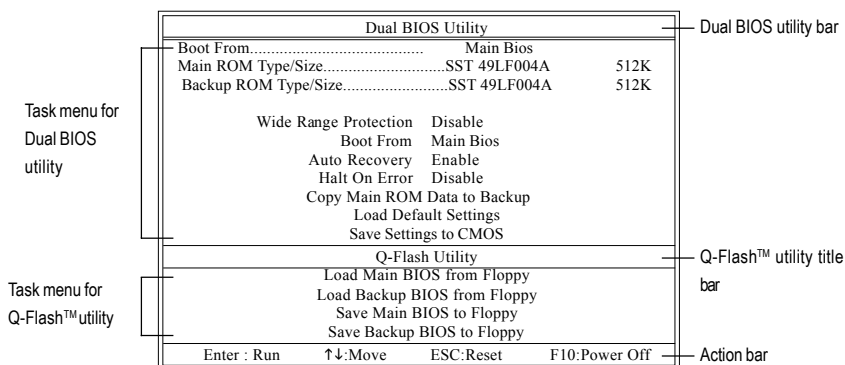 Dual BIOS Utility
Dual BIOS utility bar
Boot From.......................................... Main Bios
Main ROM Type/Size.............................SST 49LF004A 512K
Backup ROM Type/Size.........................SST 49LF004A 512K
Task menu for
Dual BIOS
utility
Wide Range Protection Disable
Boot From Main Bios
Auto Recovery Enable
Halt On Error Disable
Copy Main ROM Data to Backup
Load Default Settings
Save Settings to CMOS
Q-Flash Utility
Q-Flash™ utility title
bar
Task menu for
Q-Flash™utility
Load Main BIOS from Floppy
Load Backup BIOS from Floppy
Save Main BIOS to Floppy
Save Backup BIOS to Floppy
Enter : Run ↑↓:Move ESC:Reset F10:Power Off
Action bar